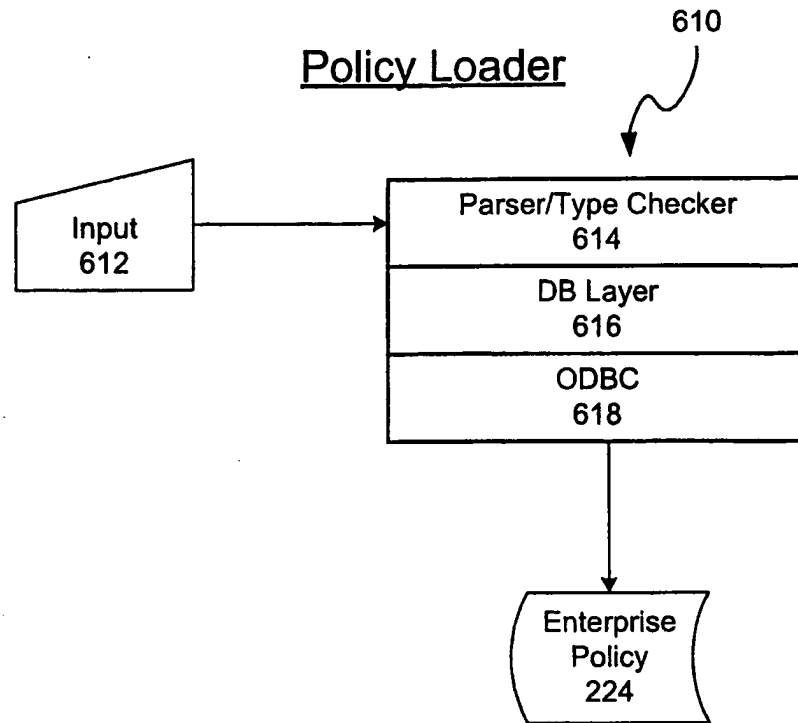 610
Policy Loader
Input
612
Parser/Type Checker
614
DB Layer
616
ODBC
618
Enterprise
Policy
224